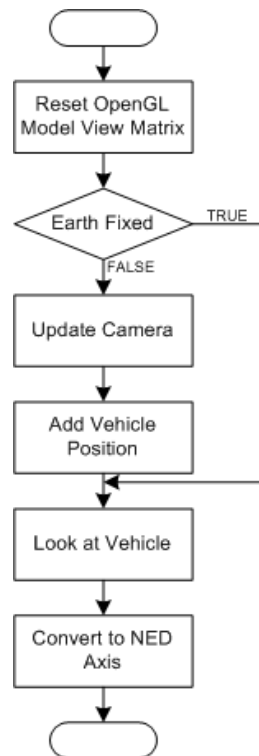 Reset OpenGL
Model View Matrix
Earth Fixed
TRUE
FALSE
Update Camera
Add Vehicle
Position
Look at Vehicle
Convert to NED
Axis